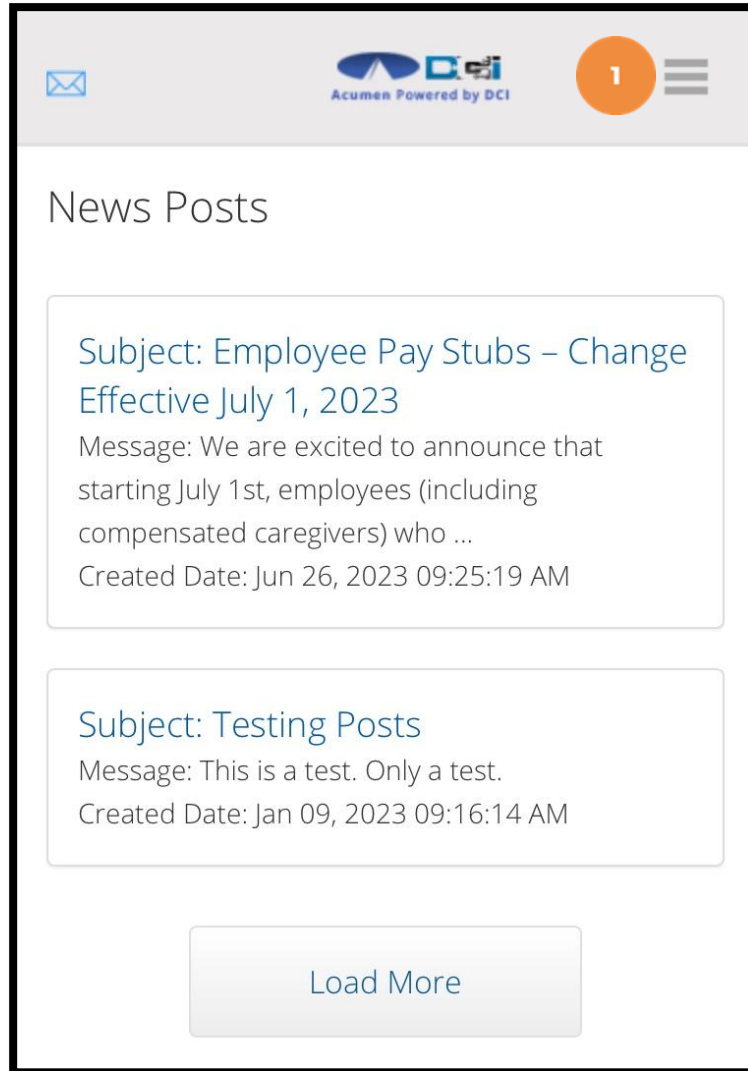 DCi
Acumen Powered by DCI
1
News Posts
Subject: Employee Pay Stubs – Change
Effective July 1, 2023
Message: We are excited to announce that
starting July 1st, employees (including
compensated caregivers) who ...
Created Date: Jun 26, 2023 09:25:19 AM
Subject: Testing Posts
Message: This is a test. Only a test.
Created Date: Jan 09, 2023 09:16:14 AM
Load More